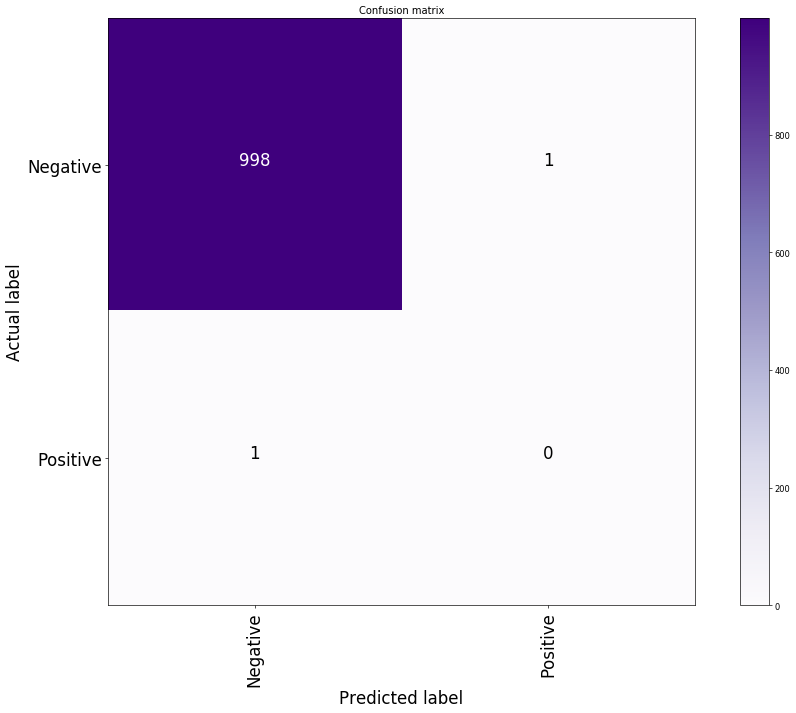 Confusion matrix
Actual label
Negative
998
1
Positive
1
0
Negative
Positive
Predicted label
800
600
400
200
0